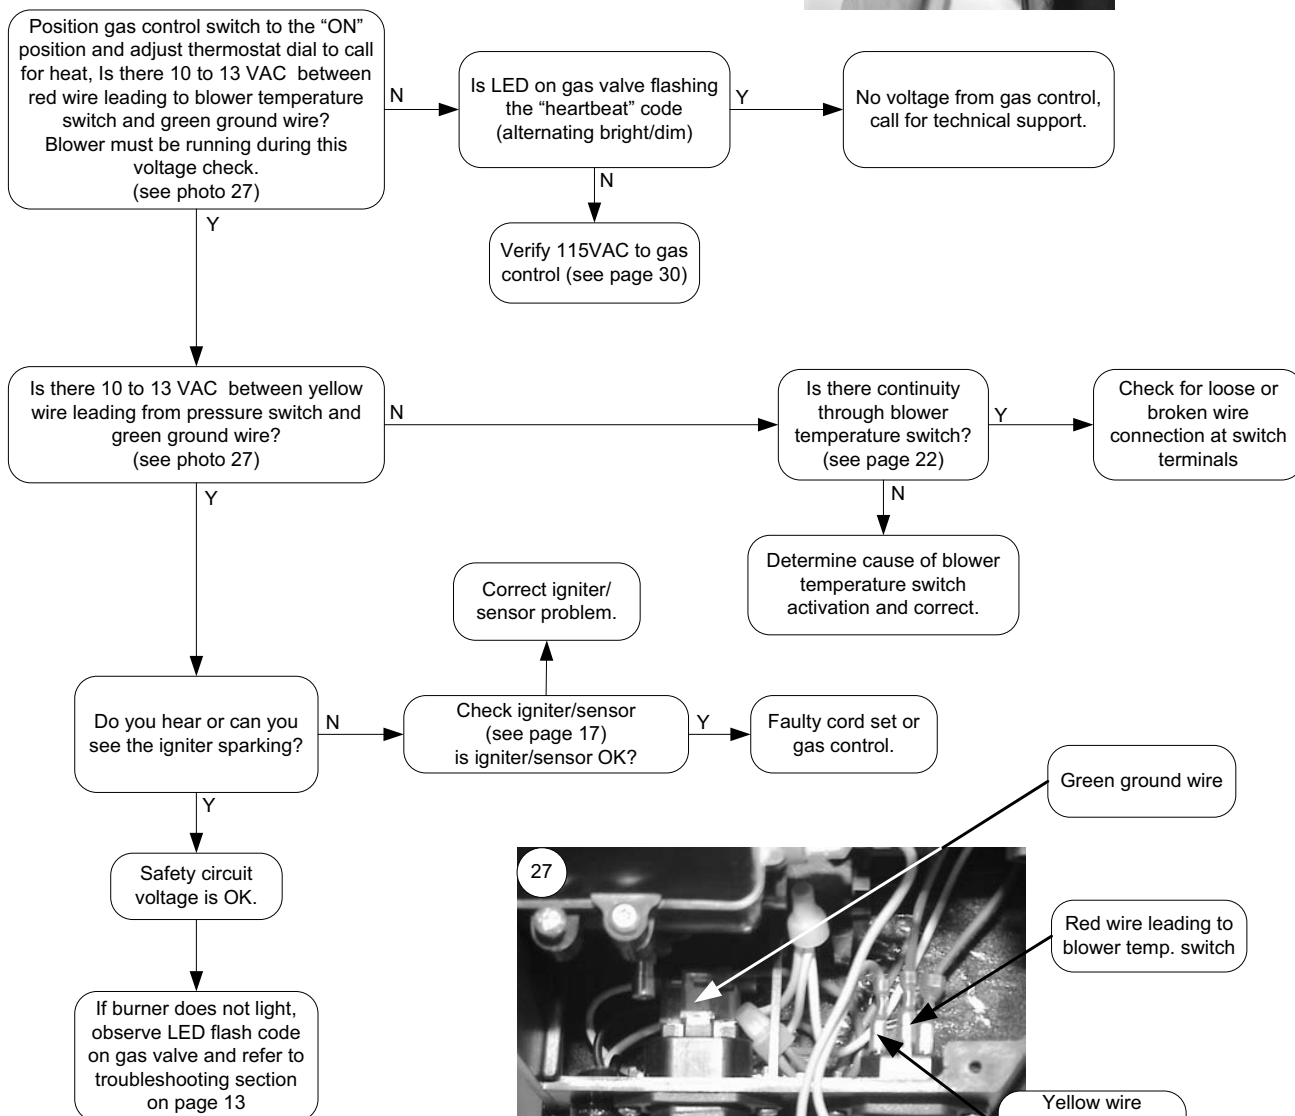 Position gas control switch to the “ON”
position and adjust thermostat dial to call
for heat, Is there 10 to 13 VAC between
red wire leading to blower temperature
switch and green ground wire?
Blower must be running during this
voltage check.
(see photo 27)
N
Is LED on gas valve flashing
the “heartbeat” code
(alternating bright/dim)
Y
No voltage from gas control,
call for technical support.
N
Verify 115VAC to gas
control (see page 30)
Y
Is there 10 to 13 VAC between yellow
wire leading from pressure switch and
green ground wire?
(see photo 27)
N
Is there continuity
through blower
temperature switch?
(see page 22)
Y
Check for loose or
broken wire
connection at switch
terminals
N
Determine cause of blower
temperature switch
activation and correct.
Y
Correct igniter/
sensor problem.
Do you hear or can you
see the igniter sparking?
N
Check igniter/sensor
(see page 17)
is igniter/sensor OK?
Y
Faulty cord set or
gas control.
Y
Safety circuit
voltage is OK.
If burner does not light,
observe LED flash code
on gas valve and refer to
troubleshooting section
on page 13
27
Green ground wire
Red wire leading to
blower temp. switch
Yellow wire